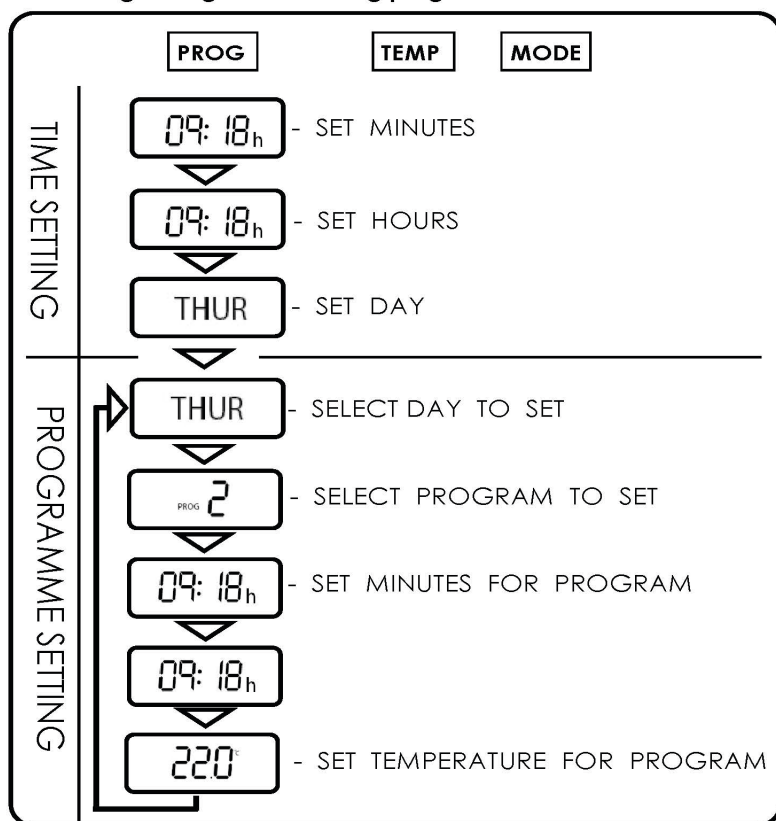 PROG TEMP MODE
TIME SETTING
09:18h - SET MINUTES
09:18h - SET HOURS
THUR - SET DAY
PROGRAMME SETTING
THUR - SELECT DAY TO SET
PROG 2 - SELECT PROGRAM TO SET
09:18h - SET MINUTES FOR PROGRAM
09:18h
22.0°C - SET TEMPERATURE FOR PROGRAM